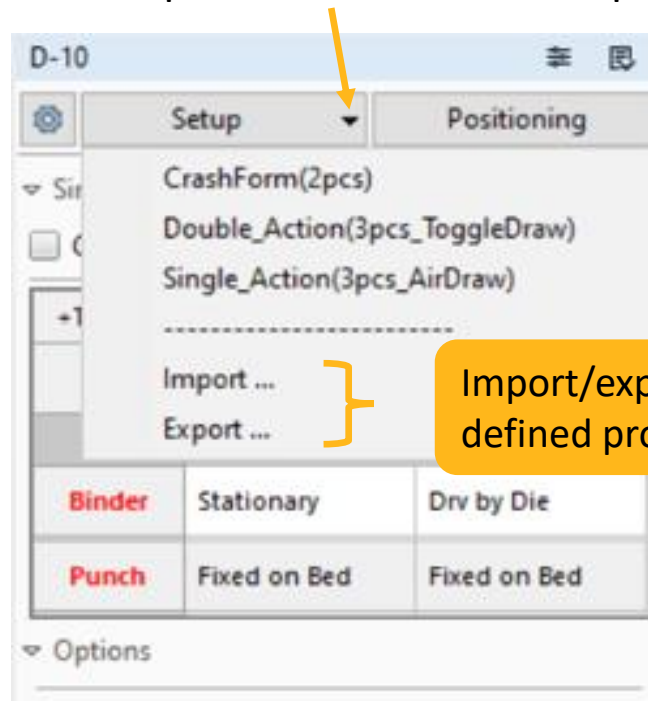 D-10
Setup Positioning
CrashForm(2pcs)
Double_Action(3pcs_ToggleDraw)
Single_Action(3pcs_AirDraw)
-------------------------
Import ...
Export ...
Import/exp
defined pro
Binder Stationary Drv by Die
Punch Fixed on Bed Fixed on Bed
Options